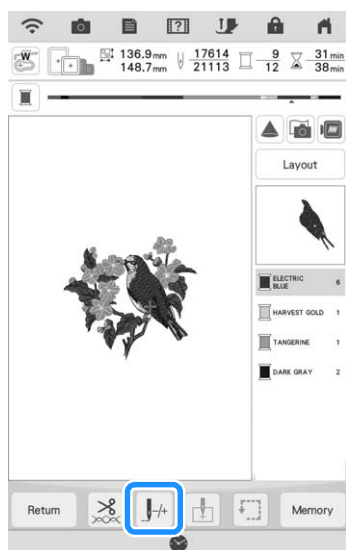 W
136.9mm
148.7mm
17614
21113
9
12
31min
38min
Layout
ELECTRIC
BLUE 6
HARVEST GOLD 1
TANGERINE 1
DARK GRAY 2
Return
-/+
Memory